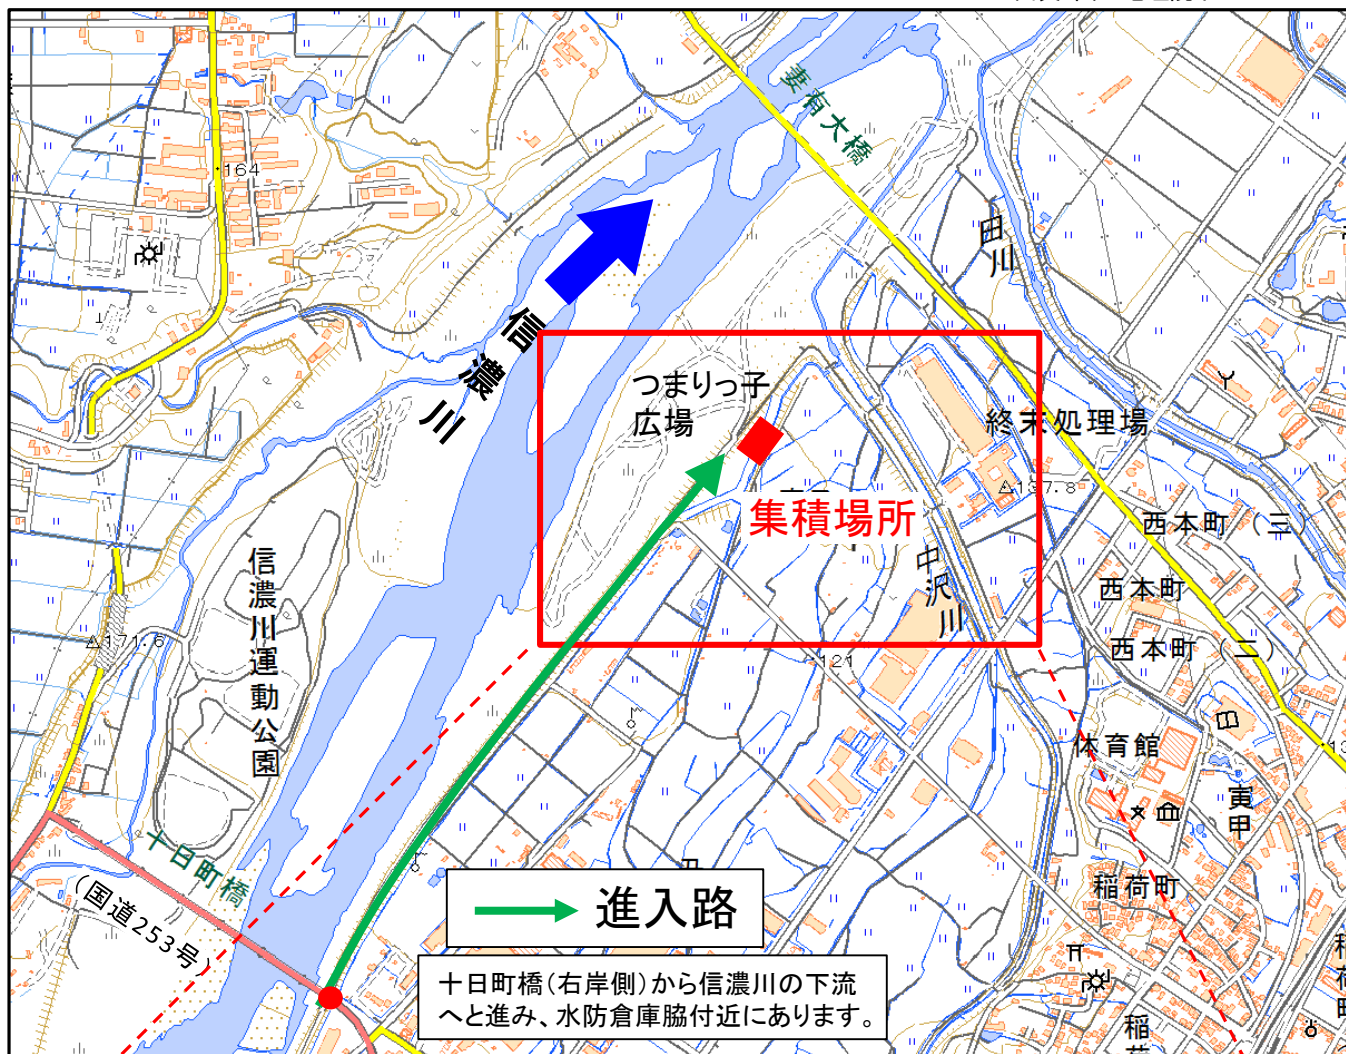 妻有大橋
164
田川
信濃川
つまりっ子
広場
終末処理場
137.8
集積場所
西本町（三）
中沢川
西本町
信濃川運動公園
171.6
西本町（二）
121
体育館
寅甲
十日町橋
（国道253号）
稲荷町
進入路
十日町橋（右岸側）から信濃川の下流
へと進み、水防倉庫脇付近にあります。